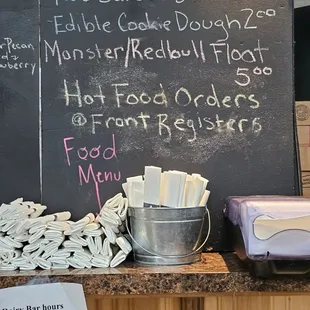 Edible Cookie Dough 2.00
Monster/Redbull Float
5.00
Hot Food Orders
@ Front Registers
Food
Menu
Pecan
Bar hours